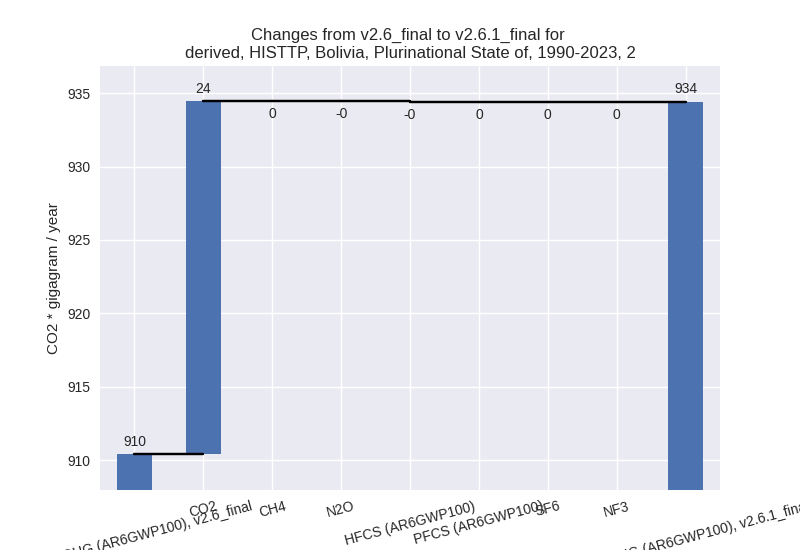 Changes from v2.6_final to v2.6.1_final for
derived, HISTTP, Bolivia, Plurinational State of, 1990-2023, 2
935
930
925
920
915
910
CO2 * gigagram / year
910
24
0
-0
-0
0
0
0
934
(AR6GWP100), v2.6_final
CO2
CH4
N2O
HFCS (AR6GWP100)
PFCS (AR6GWP100)
SF6
NF3
(AR6GWP100), v2.6.1_fina